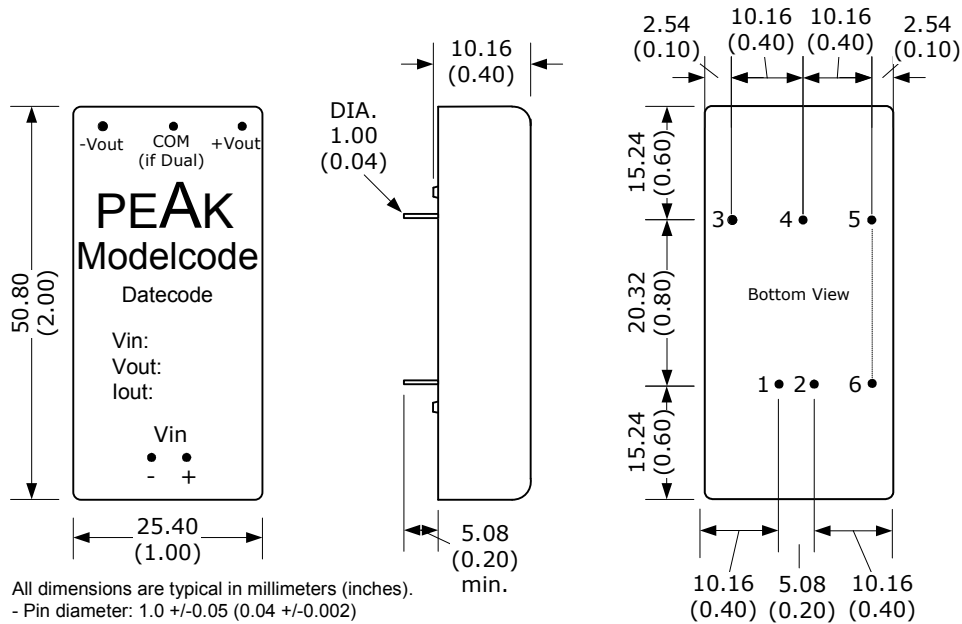 -Vout
COM
(if Dual)
+Vout
PEAK
Modelcode
Datecode
Vin:
Vout:
Iout:
Vin
-
+
50.80
(2.00)
25.40
(1.00)
10.16
(0.40)
DIA.
1.00
(0.04)
5.08
(0.20)
min.
2.54
(0.10)
10.16
(0.40)
10.16
(0.40)
2.54
(0.10)
15.24
(0.60)
20.32
(0.80)
15.24
(0.60)
3
4
5
Bottom View
1
2
6
10.16
(0.40)
5.08
(0.20)
10.16
(0.40)
All dimensions are typical in millimeters (inches).
- Pin diameter: 1.0 +/-0.05 (0.04 +/-0.002)